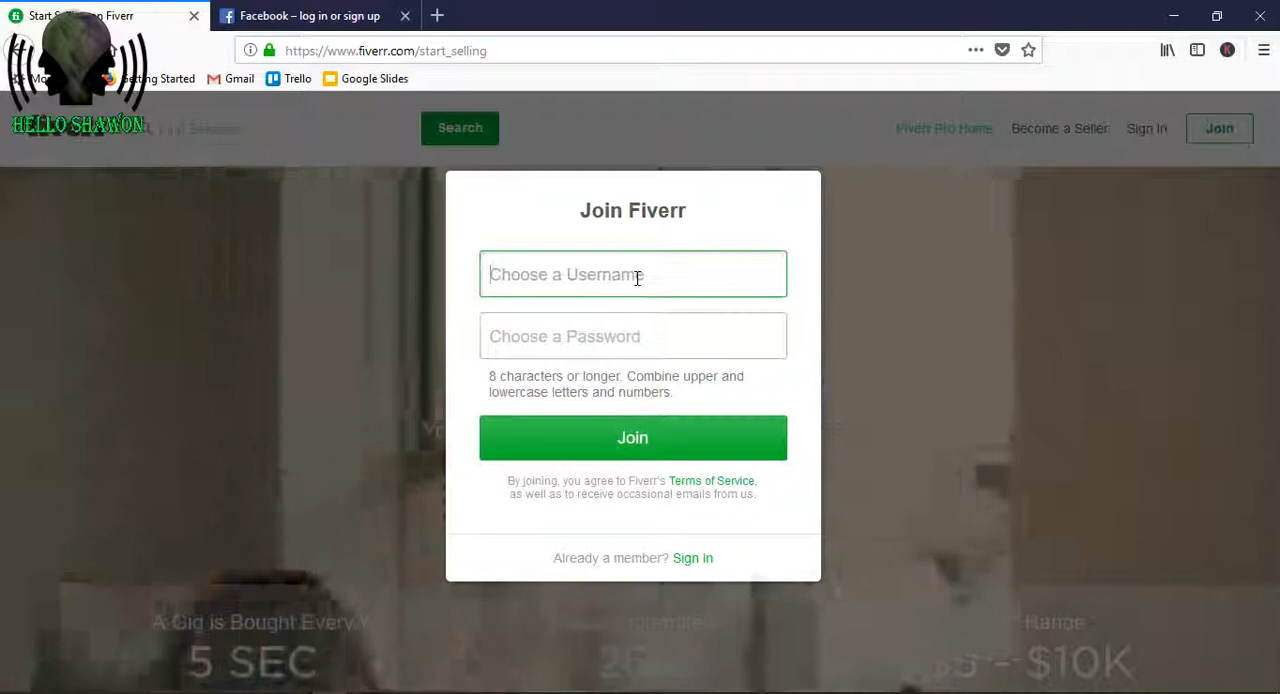 Fiverr
Facebook – log in or sign up
https://www.fiverr.com/start_selling
Getting Started
Gmail
Trello
Google Slides
K
HELLO SHAWON
Search
Fiverr Pro Home
Become a Seller
Sign In
Join
Join Fiverr
Choose a Username
Choose a Password
8 characters or longer. Combine upper and
lowercase letters and numbers.
Join
By joining, you agree to Fiverr's Terms of Service,
as well as to receive occasional emails from us.
Already a member? Sign In
A Gig is Bought Every
5 SEC
$10K